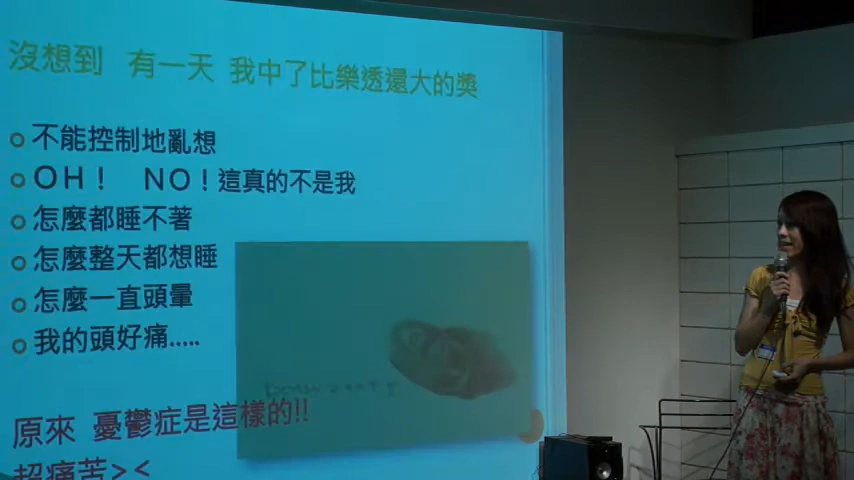 沒想到 有一天 我中了比樂透還大的獎
不能控制地亂想
OH! NO!這真的不是我
怎麼都睡不著
怎麼整天都想睡
怎麼一直頭暈
我的頭好痛.....
原來 憂鬱症是這樣的!!
超痛苦><